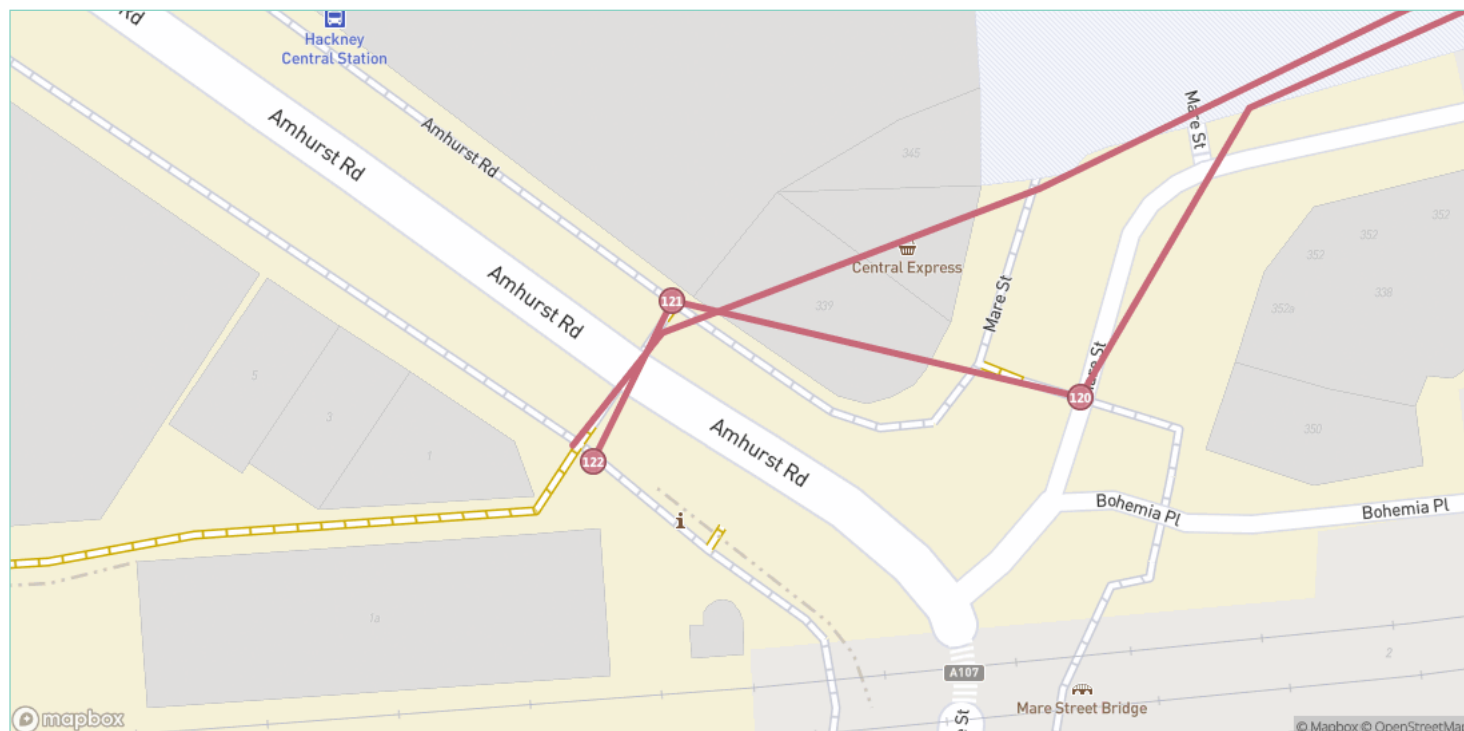 Rd
Hackney
Central Station
Amhurst Rd
Amhurst Rd
Mare St
345
352
352
352
338
352a
Central Express
339
Amhurst Rd
121
Mare St
5
3
1
120
Amhurst Rd
350
122
Bohemia Pl
Bohemia Pl
i
1a
2
A107
Mare Street Bridge
St
mapbox
© Mapbox © OpenStreetMap